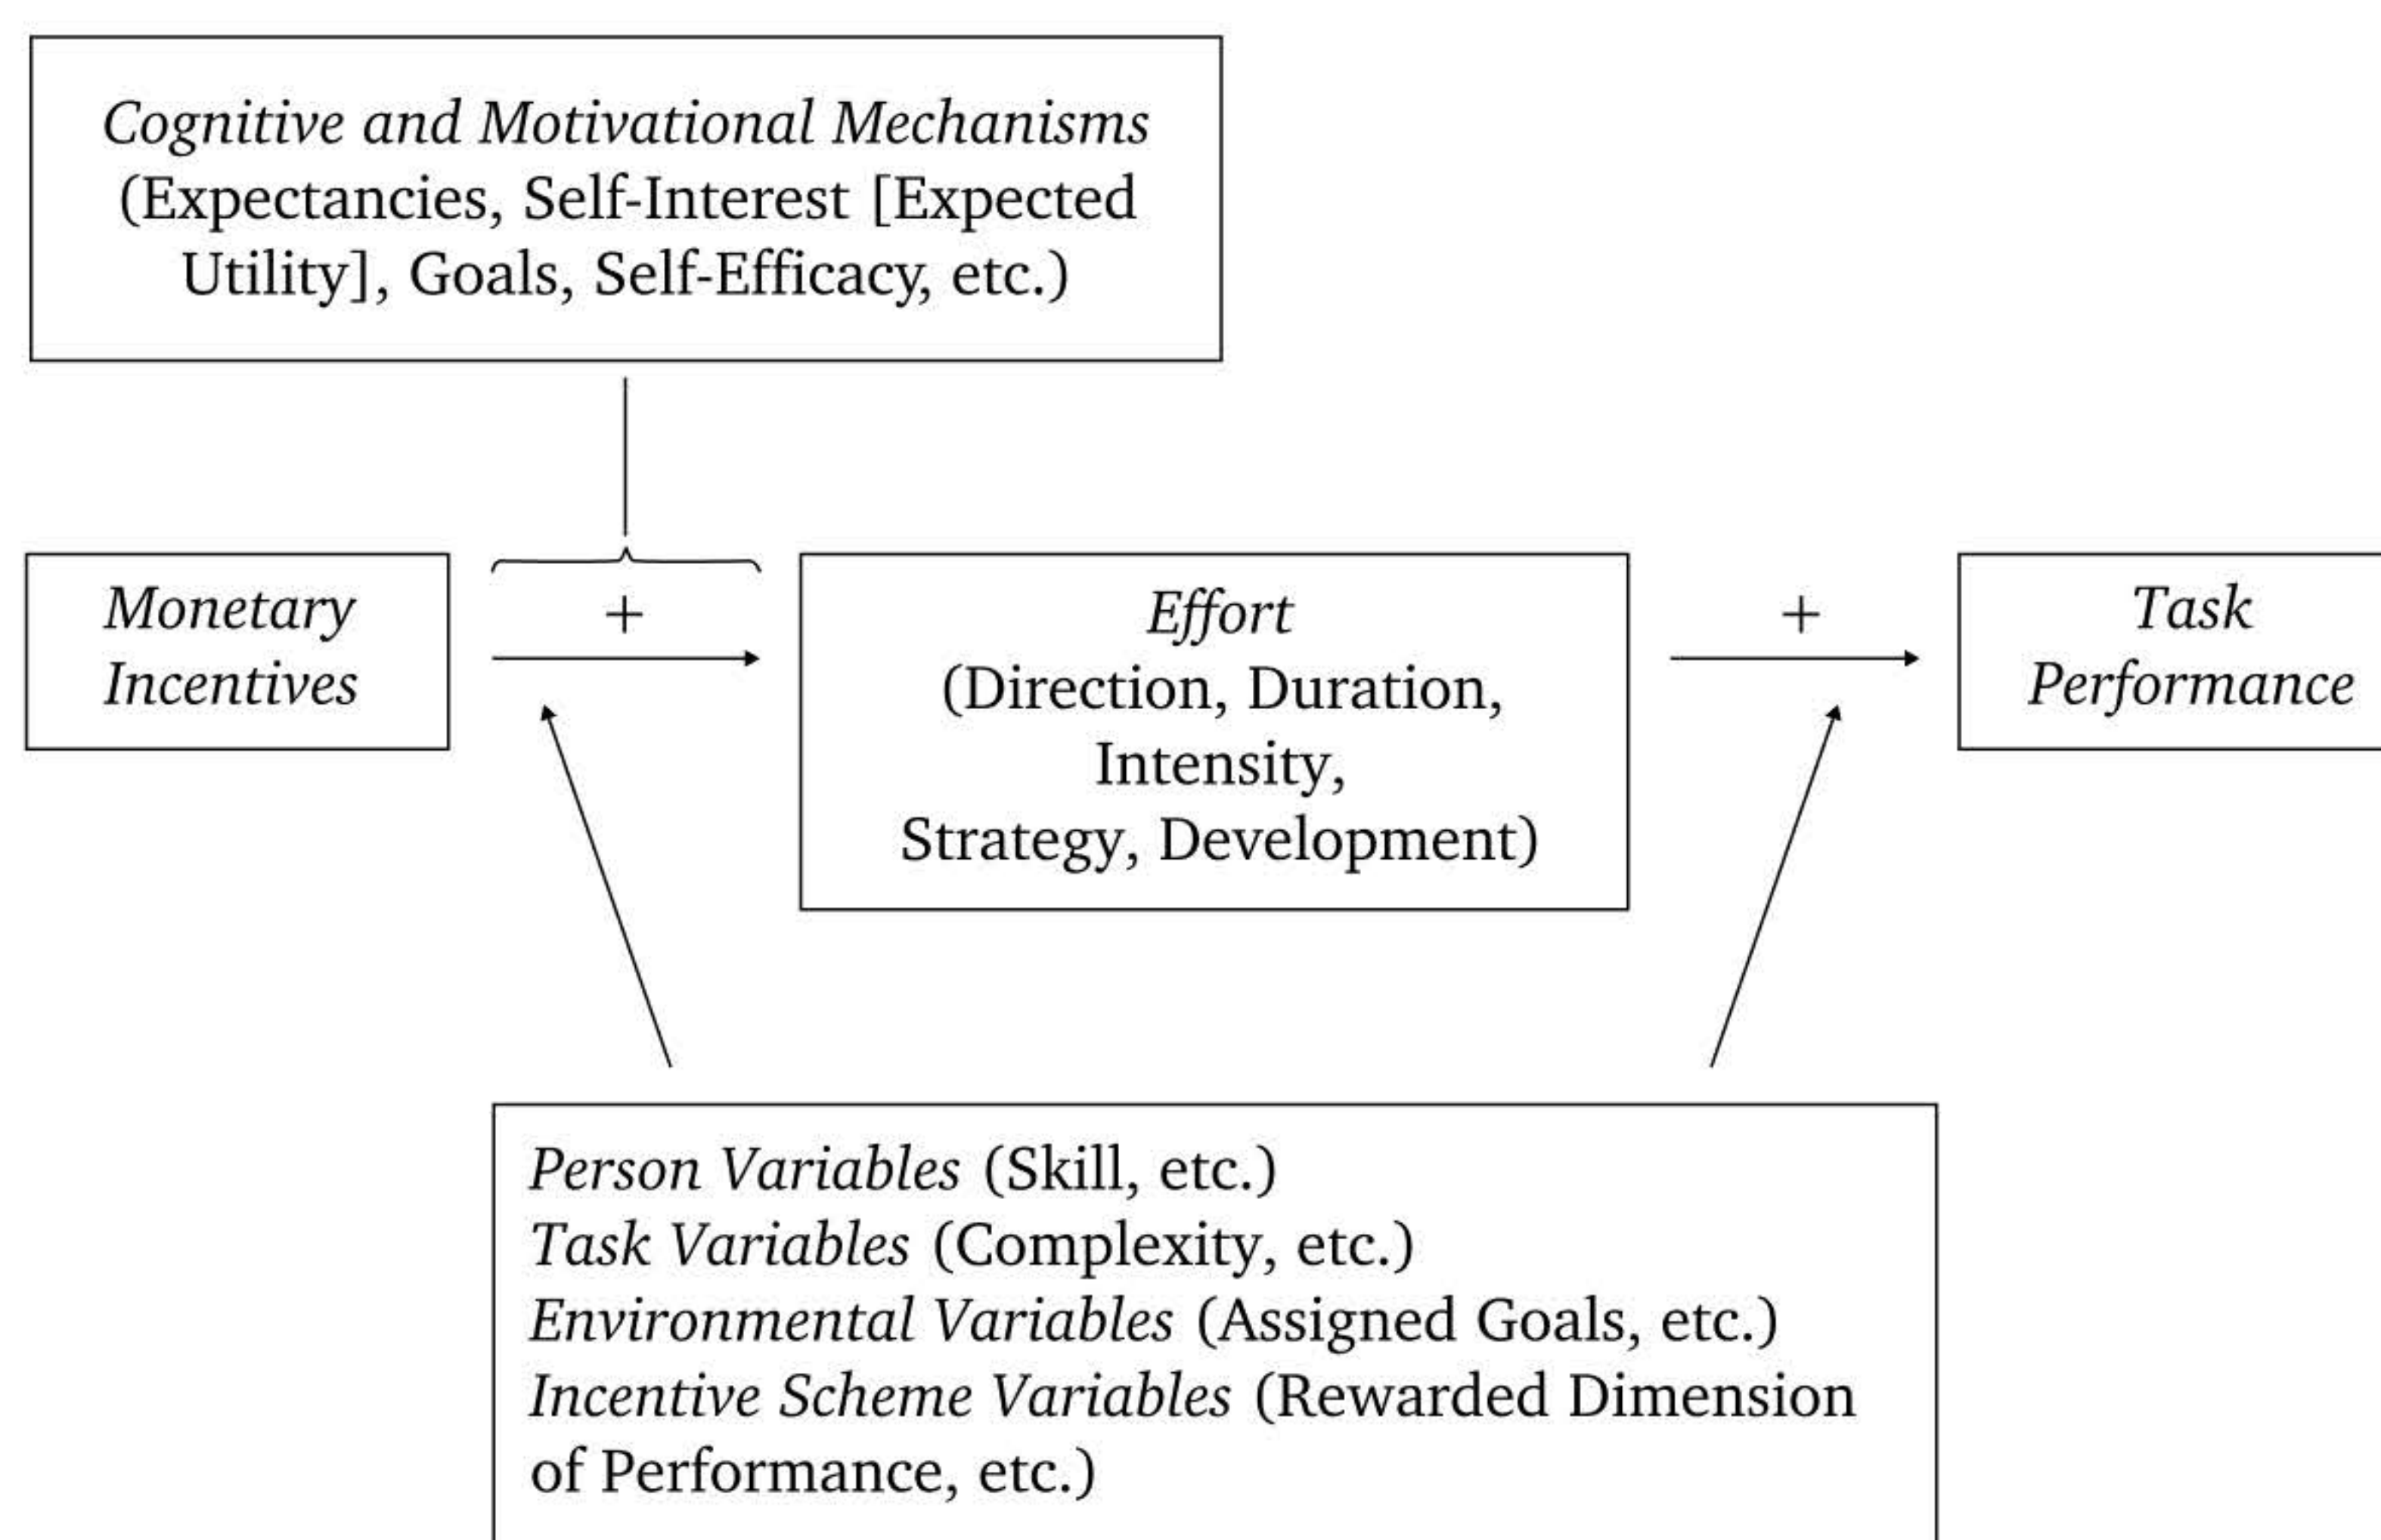 Cognitive and Motivational Mechanisms
(Expectancies, Self-Interest [Expected
Utility], Goals, Self-Efficacy, etc.)
Monetary
Incentives
+
Effort
(Direction, Duration,
Intensity,
Strategy, Development)
+
Task
Performance
Person Variables (Skill, etc.)
Task Variables (Complexity, etc.)
Environmental Variables (Assigned Goals, etc.)
Incentive Scheme Variables (Rewarded Dimension
of Performance, etc.)